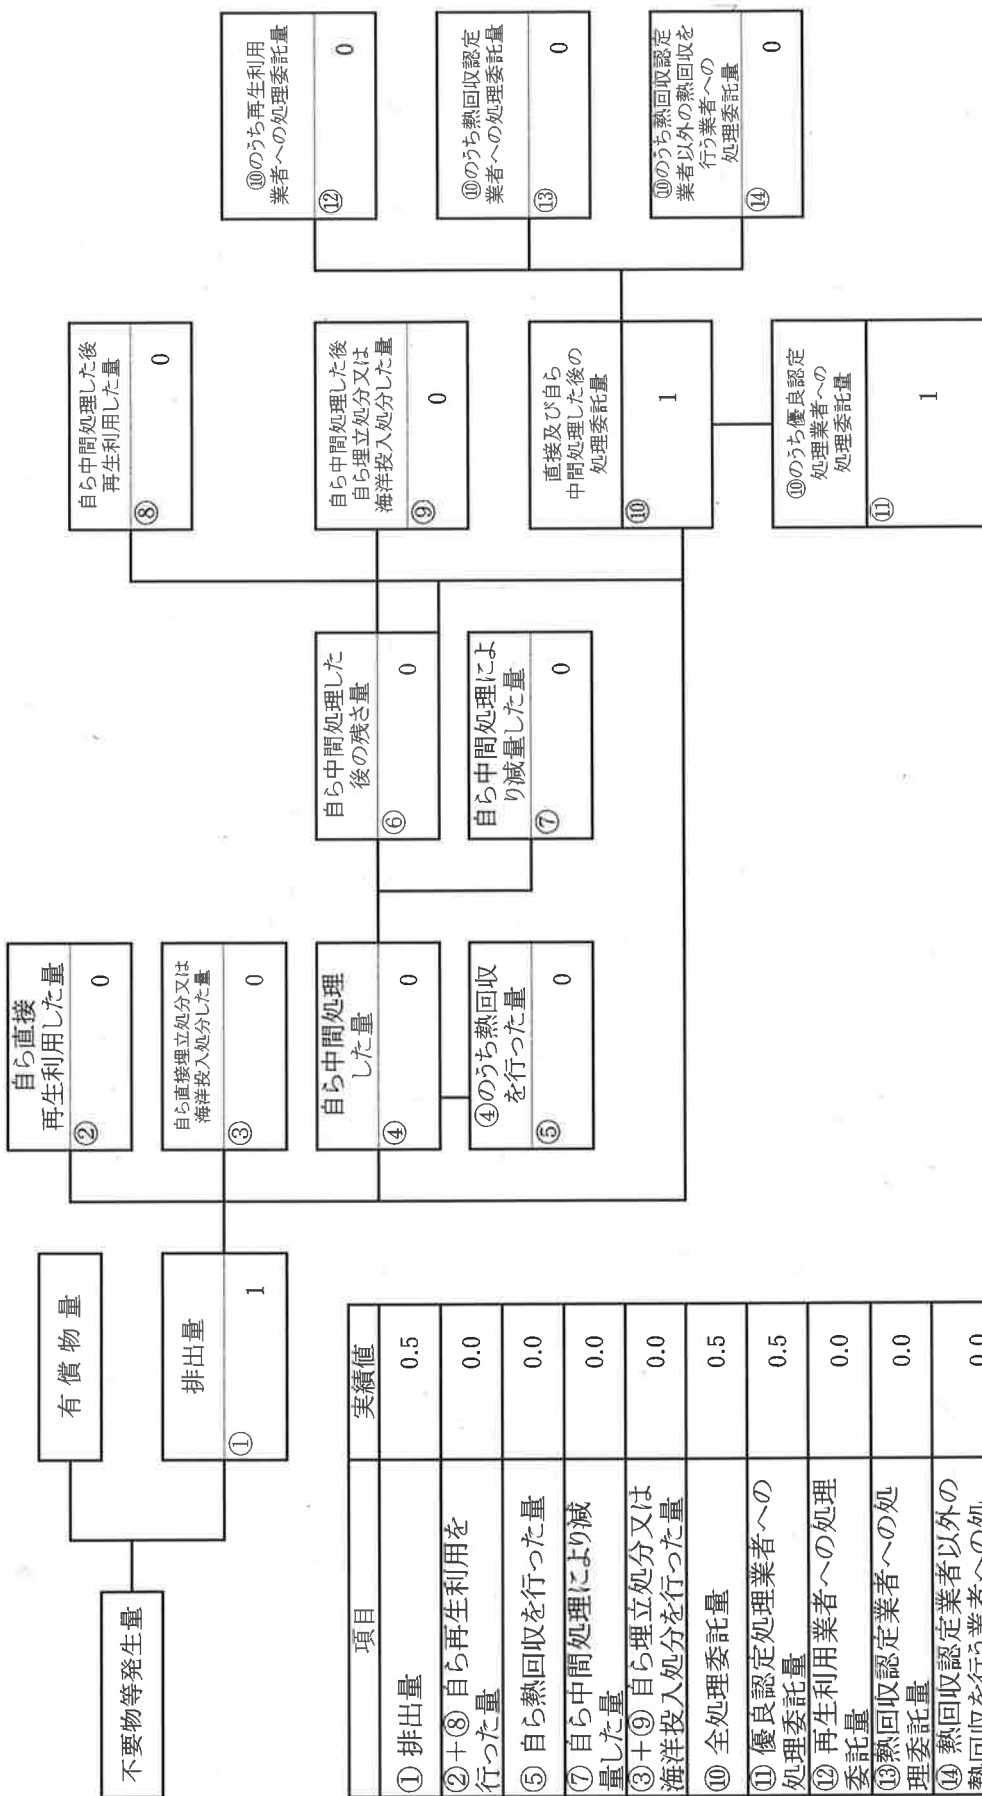 不要物等発生量
有償物量
排出量
①
1
自ら直接
再生利用した量
②
0
自ら直接埋立処分又は
海洋投入処分した量
③
0
自ら中間処理
した量
④
0
④のうち熱回収
を行った量
⑤
0
自ら中間処理した
後の残さ量
⑥
0
自ら中間処理によ
り減量した量
⑦
0
自ら中間処理した後
再生利用した量
⑧
0
自ら中間処理した後
自ら埋立処分又は
海洋投入処分した量
⑨
0
直接及び自ら
中間処理した後の
処理委託量
⑩
1
⑩のうち優良認定
処理業者への
処理委託量
⑪
1
⑩のうち再生利用
業者への処理委託量
⑫
0
⑩のうち熱回収認定
業者への処理委託量
⑬
0
⑩のうち熱回収認定
業者以外の熱回収を
行う業者への
処理委託量
⑭
0
項目 実績値
① 排出量 0.5
②+⑧ 自ら再生利用を
行った量 0.0
⑤ 自ら熱回収を行った量 0.0
⑦ 自ら中間処理により減
量した量 0.0
③+⑨ 自ら埋立処分又は
海洋投入処分を行った量 0.0
⑩ 全処理委託量 0.5
⑪ 優良認定処理業者への
処理委託量 0.5
⑫ 再生利用業者への処理
委託量 0.0
⑬熱回収認定業者への処
理委託量 0.0
⑭ 熱回収認定業者以外の
熱回収を行う業者への処 0.0